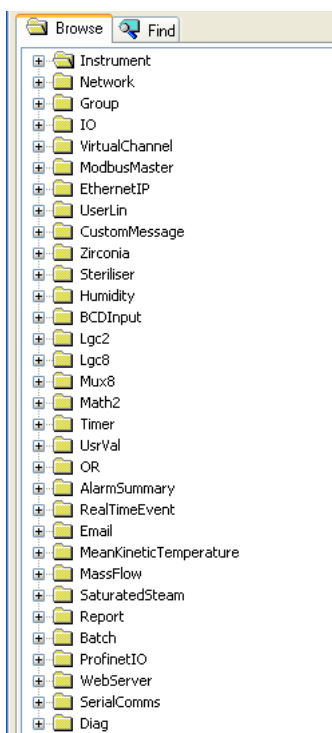 Browse Find
Instrument
Network
Group
IO
VirtualChannel
ModbusMaster
EthernetIP
UserLin
CustomMessage
Zirconia
Steriliser
Humidity
BCDInput
Lgc2
Lgc8
Mux8
Math2
Timer
UsrVal
OR
AlarmSummary
RealTimeEvent
Email
MeanKineticTemperature
MassFlow
SaturatedSteam
Report
Batch
ProfinetIO
WebServer
SerialComms
Diag